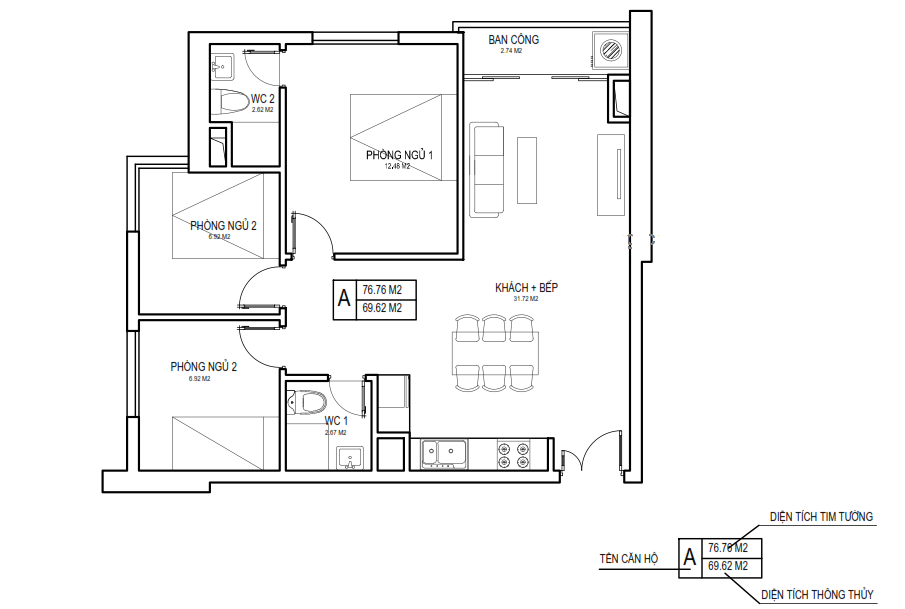 BAN CÔNG
2.74 M2
WC 2
2.62 M2
PHÒNG NGỦ 1
12.48 M2
PHÒNG NGỦ 2
6.92 M2
A
76.76 M2
69.62 M2
KHÁCH + BẾP
31.72 M2
PHÒNG NGỦ 2
6.92 M2
WC 1
2.67 M2
DIỆN TÍCH TIM TƯỜNG
TÊN CĂN HỘ
A
76.76 M2
69.62 M2
DIỆN TÍCH THÔNG THỦY